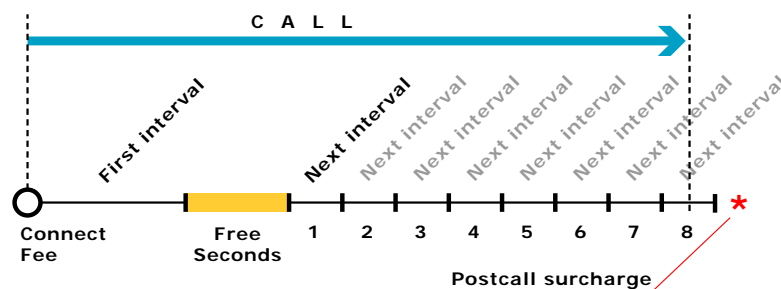 C A L L
First interval
Next interval
Next interval
Next interval
Next interval
Next interval
Next interval
Next interval
Next interval
*
Connect
Fee
Free
Seconds
1 2 3 4 5 6 7 8
Postcall surcharge